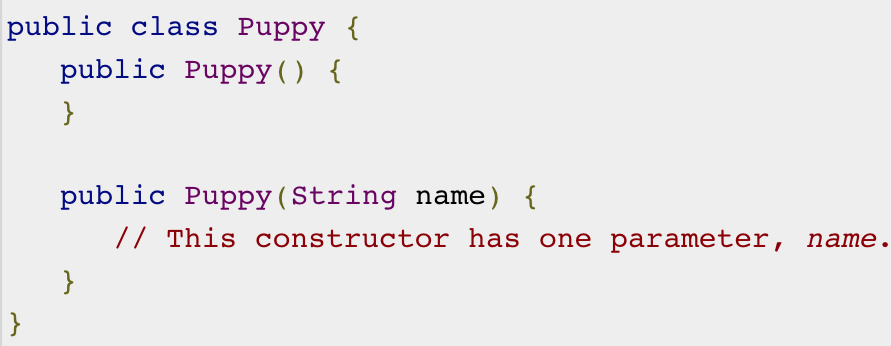 public class Puppy {
public Puppy() {
}
public Puppy(String name) {
// This constructor has one parameter, name.
}
}